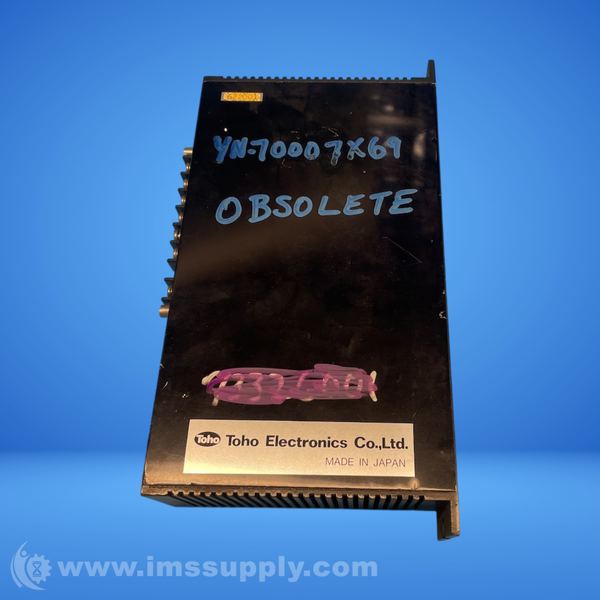 YN-70007X69
OBSOLETE
Toho Toho Electronics Co.,Ltd.
MADE IN JAPAN
www.imssupply.com